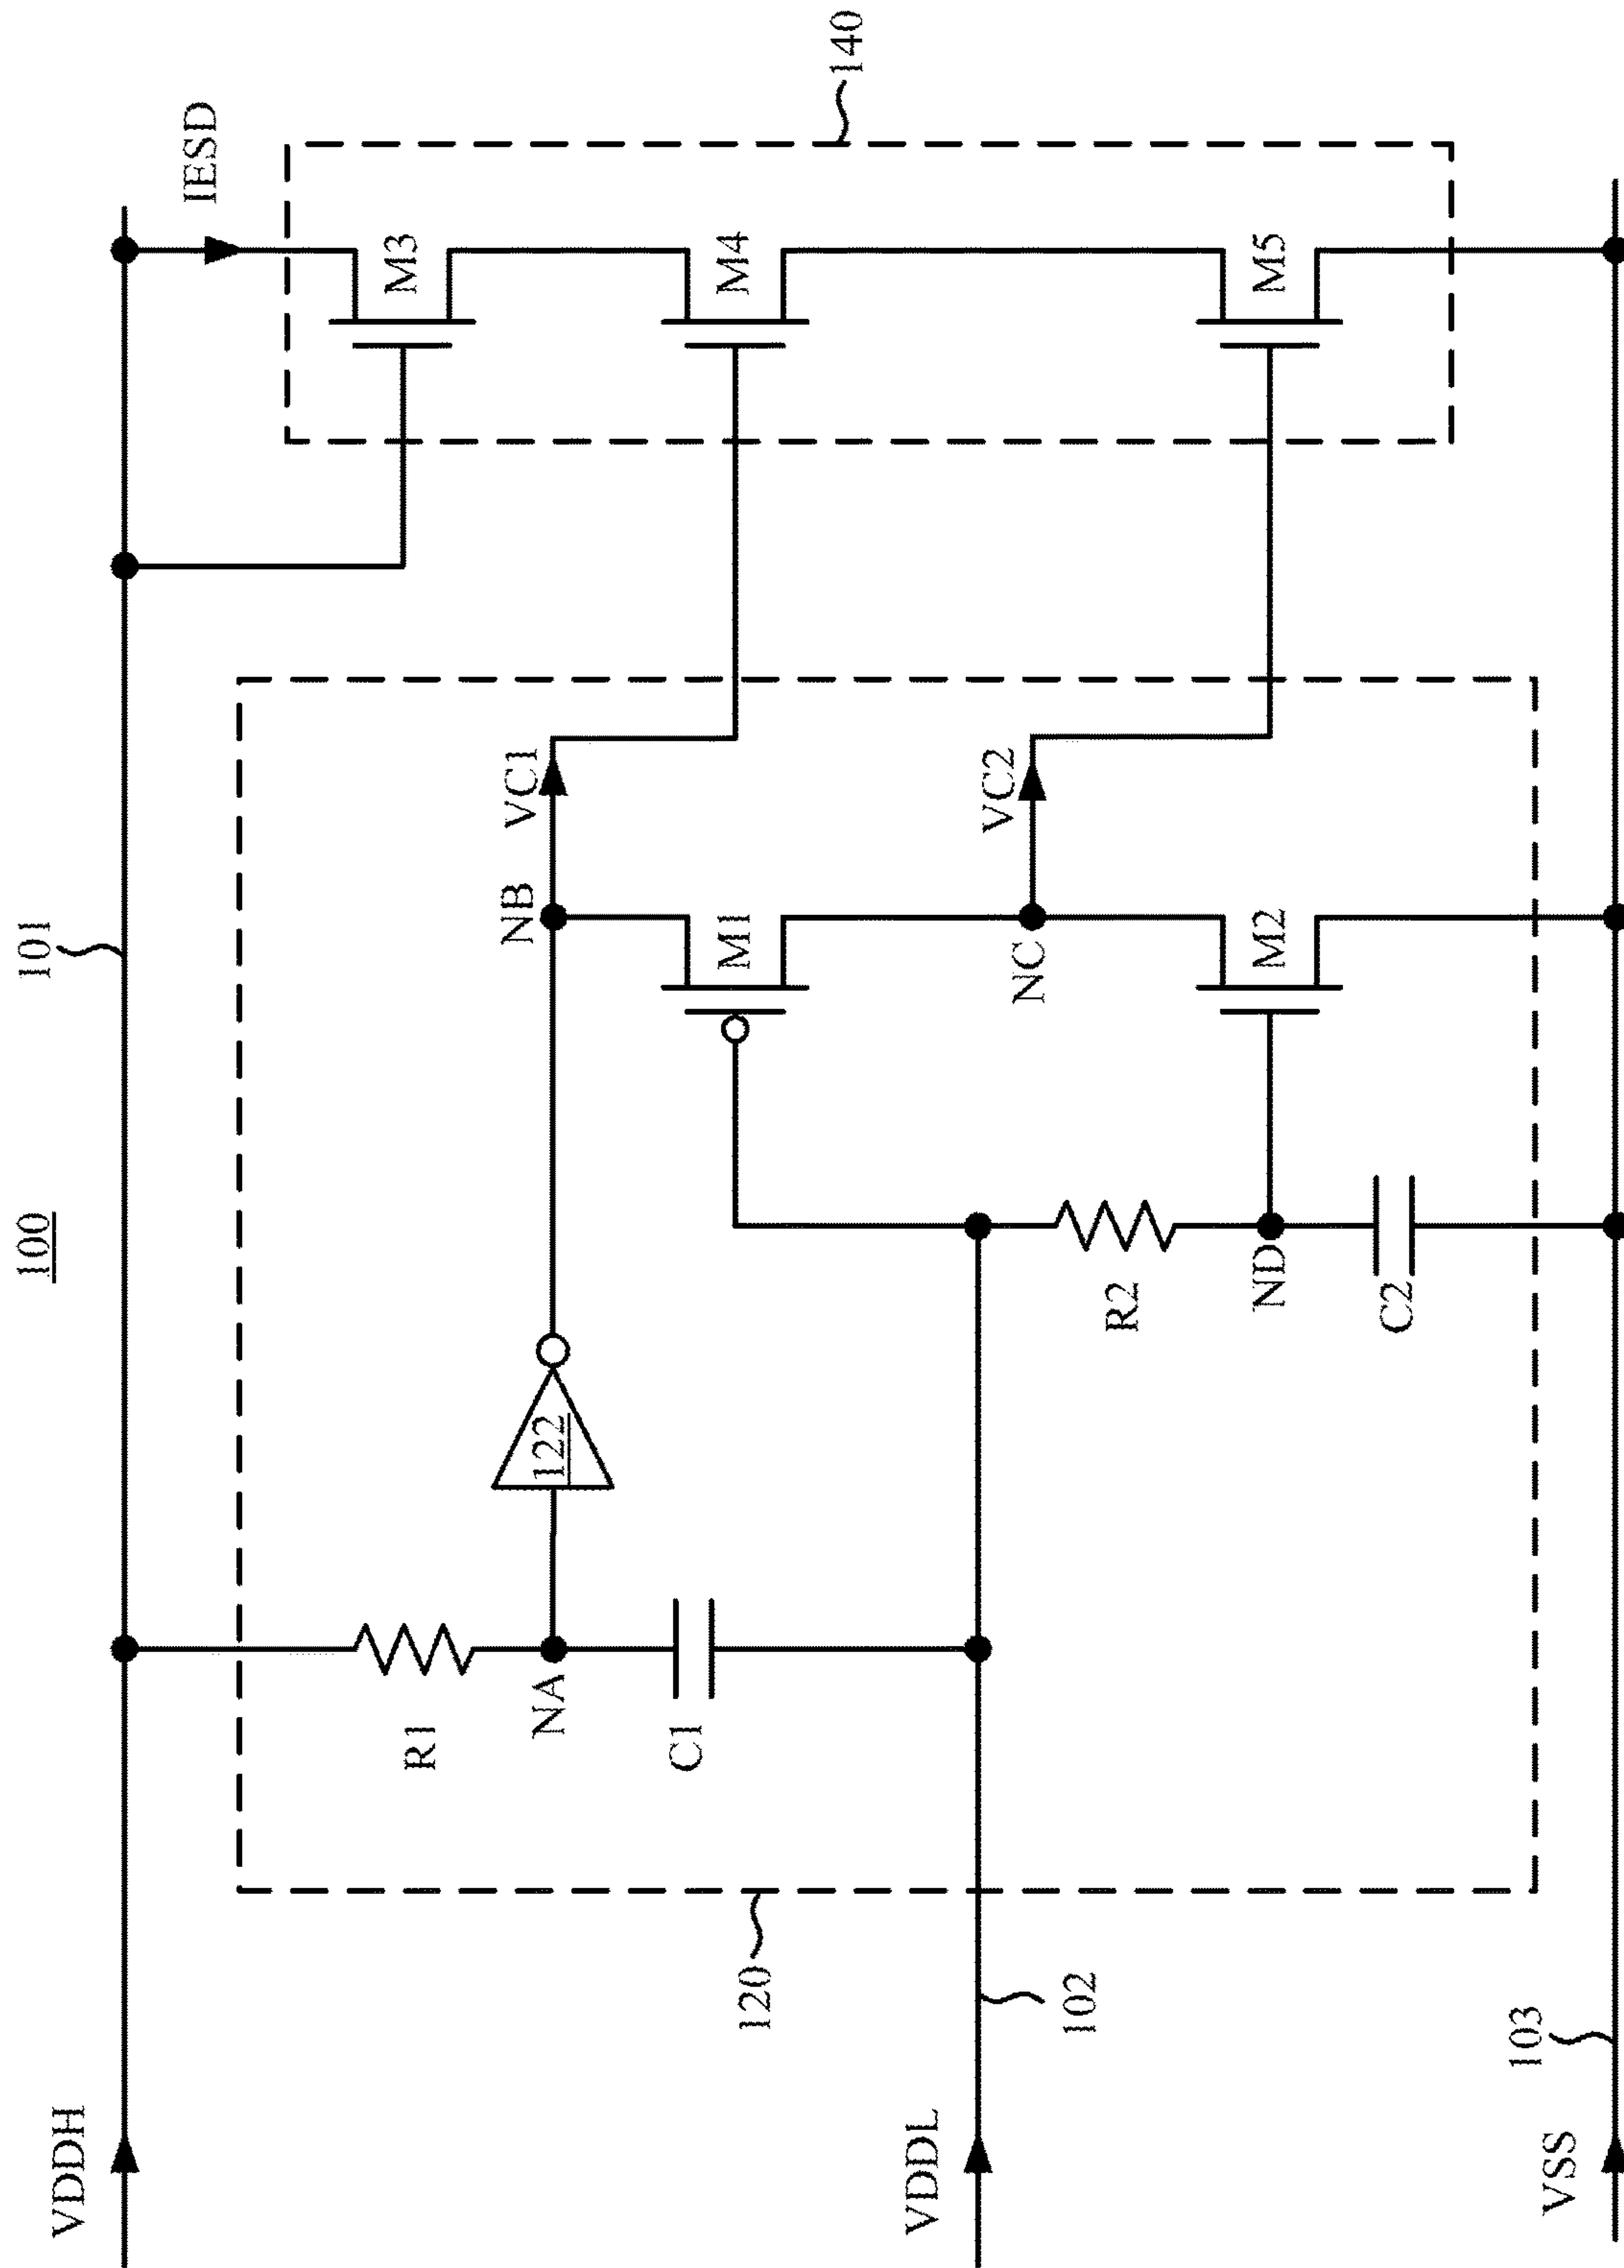 100
101
VDDH
IESD
R1
NA
C1
122
NB
VC1
M3
M4
M1
NC
VC2
120
140
VDDL
102
R2
ND
C2
M2
M5
VSS
103